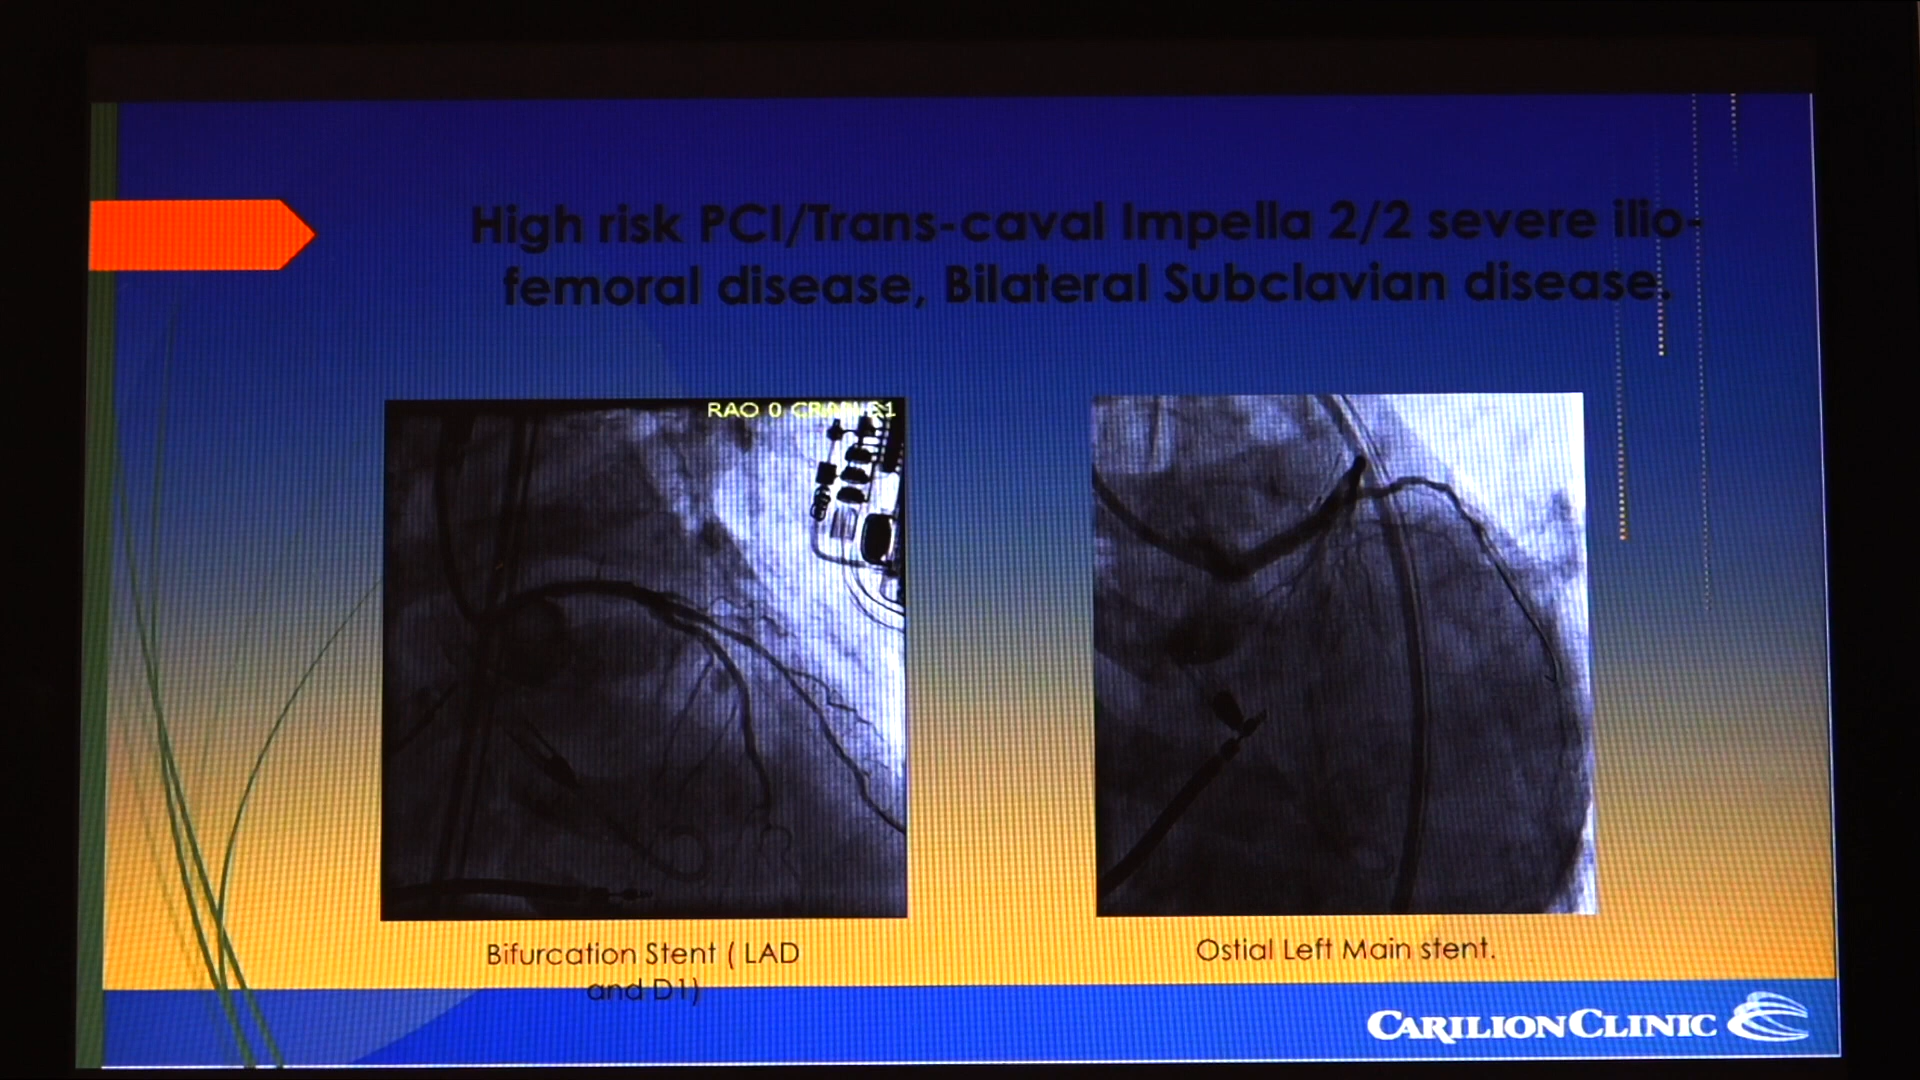 High risk PCI/Trans-caval Impella 2/2 severe ilio-
femoral disease, Bilateral Subclavian disease.
RAO 0
Bifurcation Stent ( LAD
and D1)
Ostial Left Main stent.
CARILION CLINIC